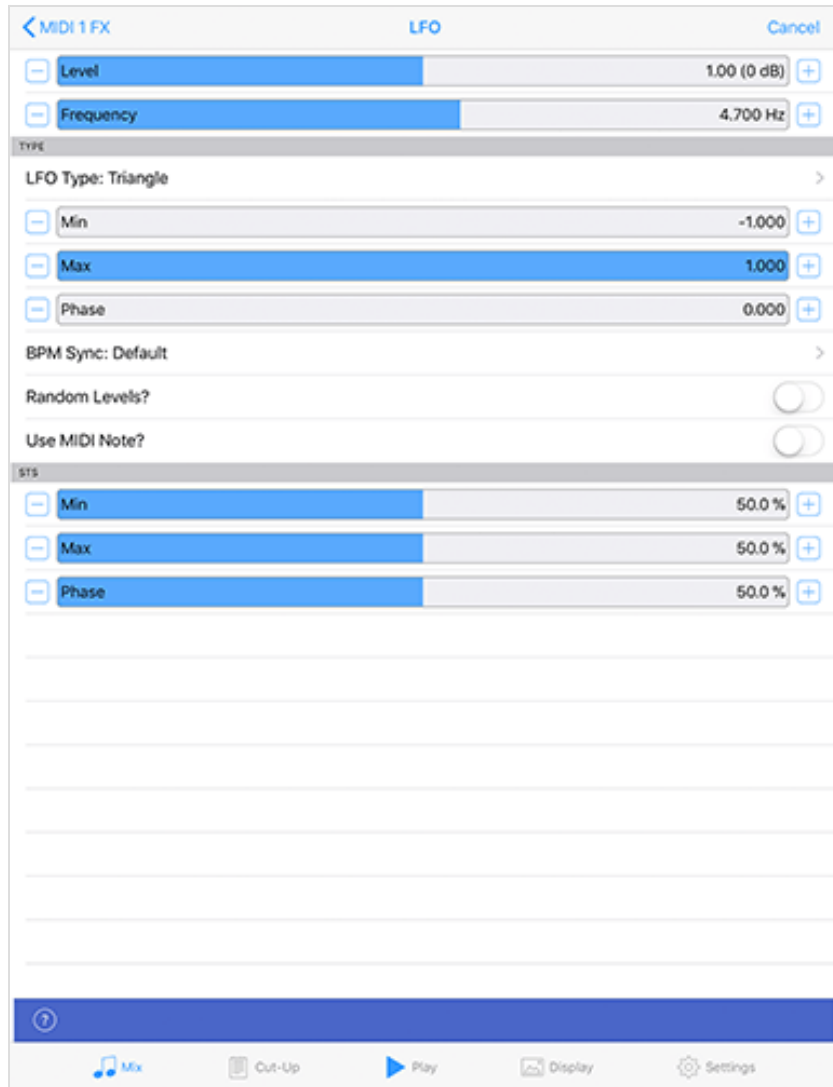 MIDI 1 FX LFO Cancel
Level 1.00 (0 dB)
Frequency 4.700 Hz
TYPE
LFO Type: Triangle
Min -1.000
Max 1.000
Phase 0.000
BPM Sync: Default
Random Levels?
Use MIDI Note?
STS
Min 50.0 %
Max 50.0 %
Phase 50.0 %
?
Mix Cut-Up Play Display Settings